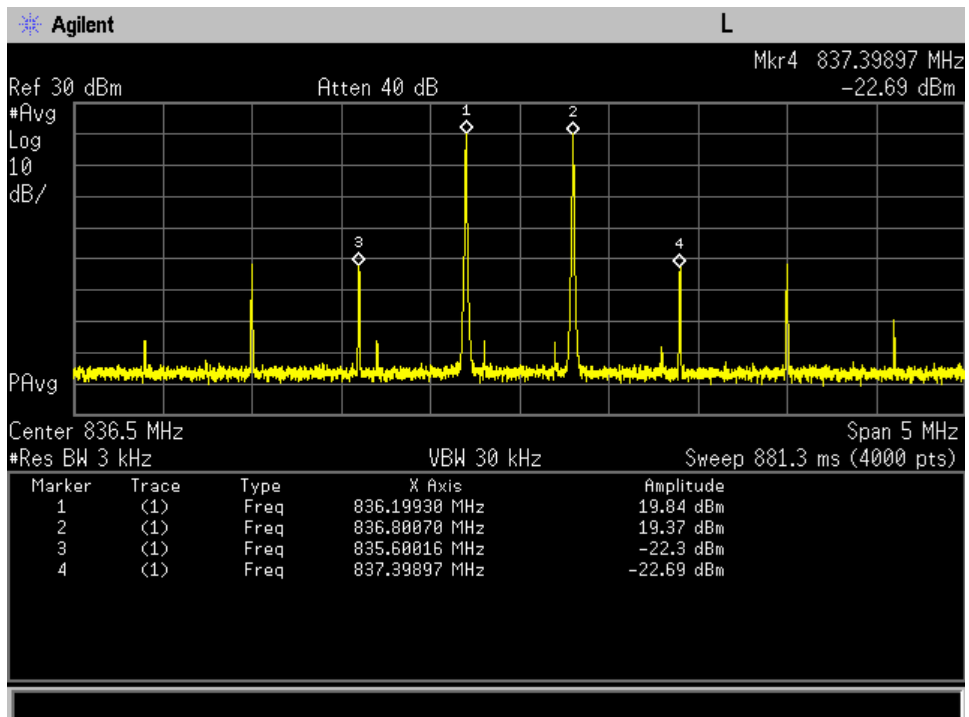 Agilent L
Mkr4 837.39897 MHz
Ref 30 dBm Atten 40 dB −22.69 dBm
#Avg
Log
10
dB/
1 2
3 4
PAvg
Center 836.5 MHz Span 5 MHz
#Res BW 3 kHz VBW 30 kHz Sweep 881.3 ms (4000 pts)
Marker Trace Type X Axis Amplitude
1 (1) Freq 836.19930 MHz 19.84 dBm
2 (1) Freq 836.80070 MHz 19.37 dBm
3 (1) Freq 835.60016 MHz −22.3 dBm
4 (1) Freq 837.39897 MHz −22.69 dBm